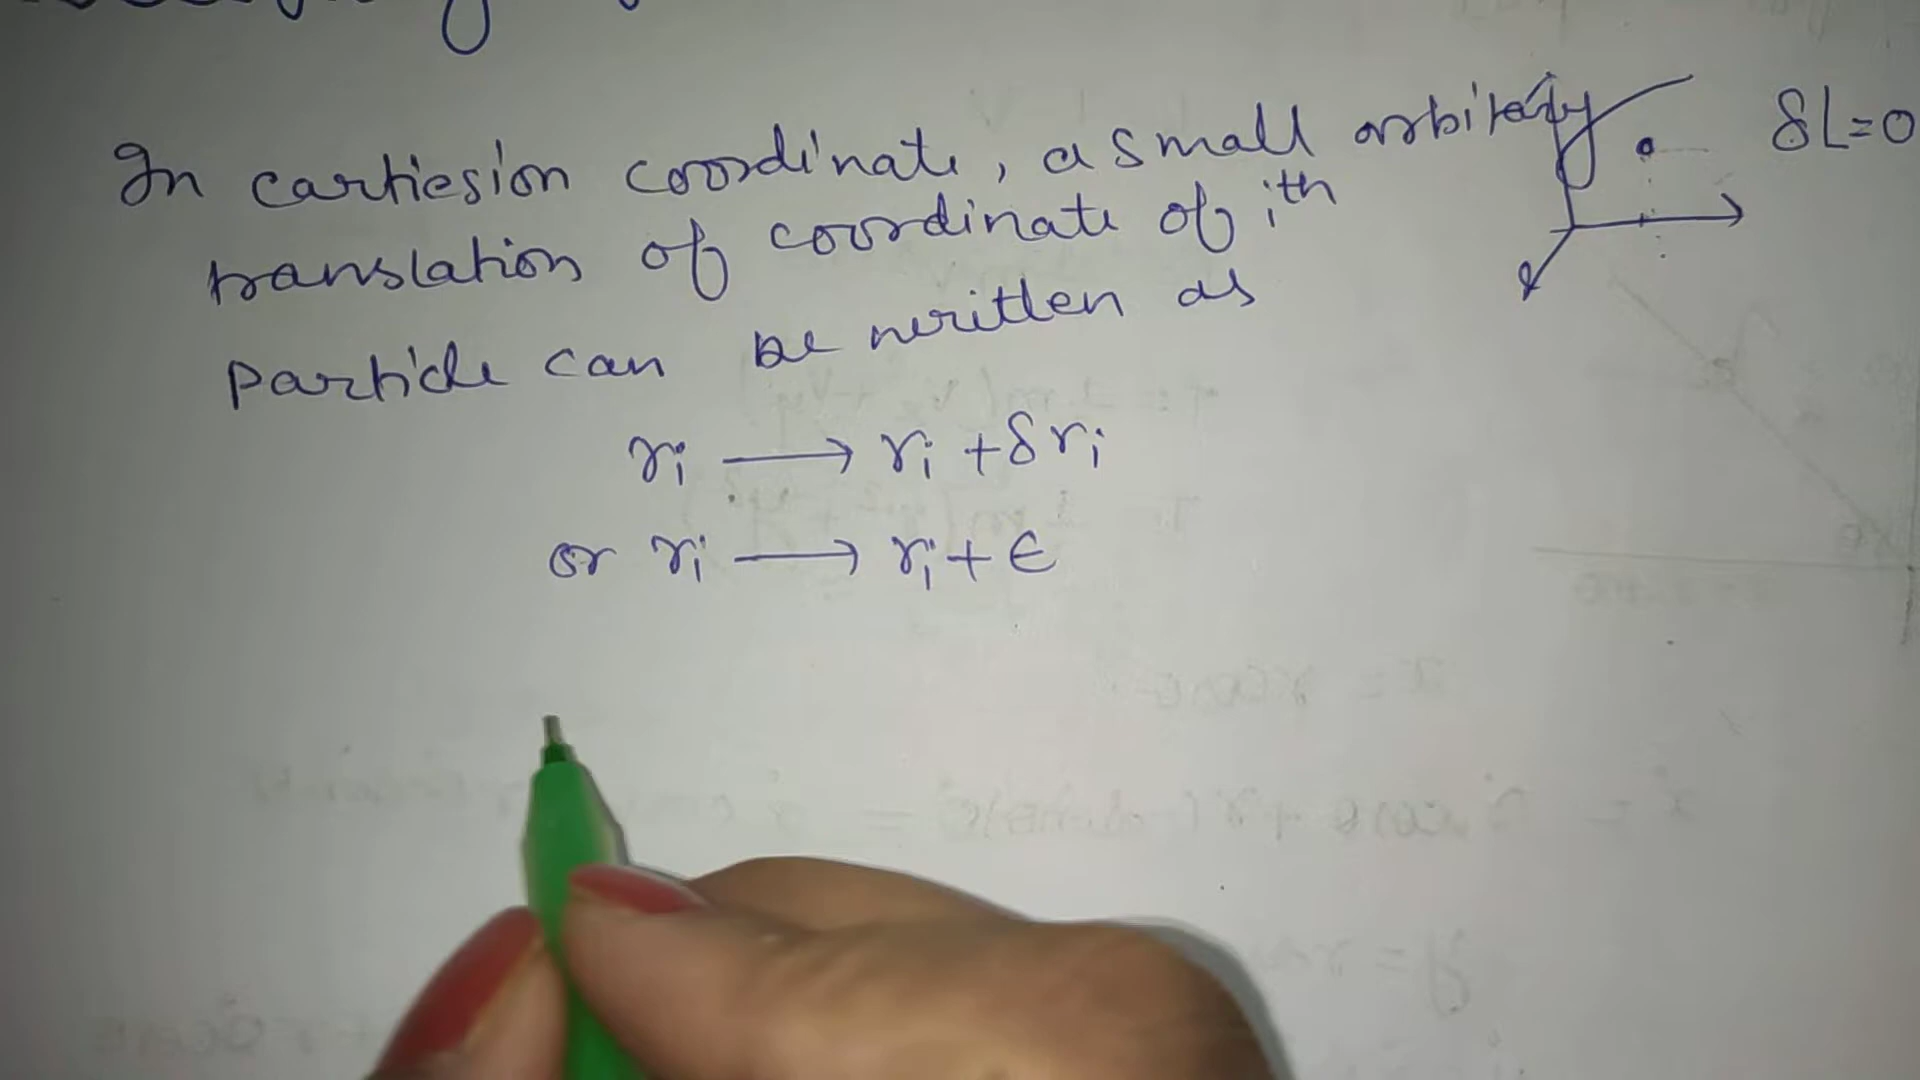 In cartiesion coordinate, a small arbitrary
translation of coordinate of ith
particle can be written as
rᵢ ⟶ rᵢ + δrᵢ
or rᵢ ⟶ rᵢ + ϵ
δL=0